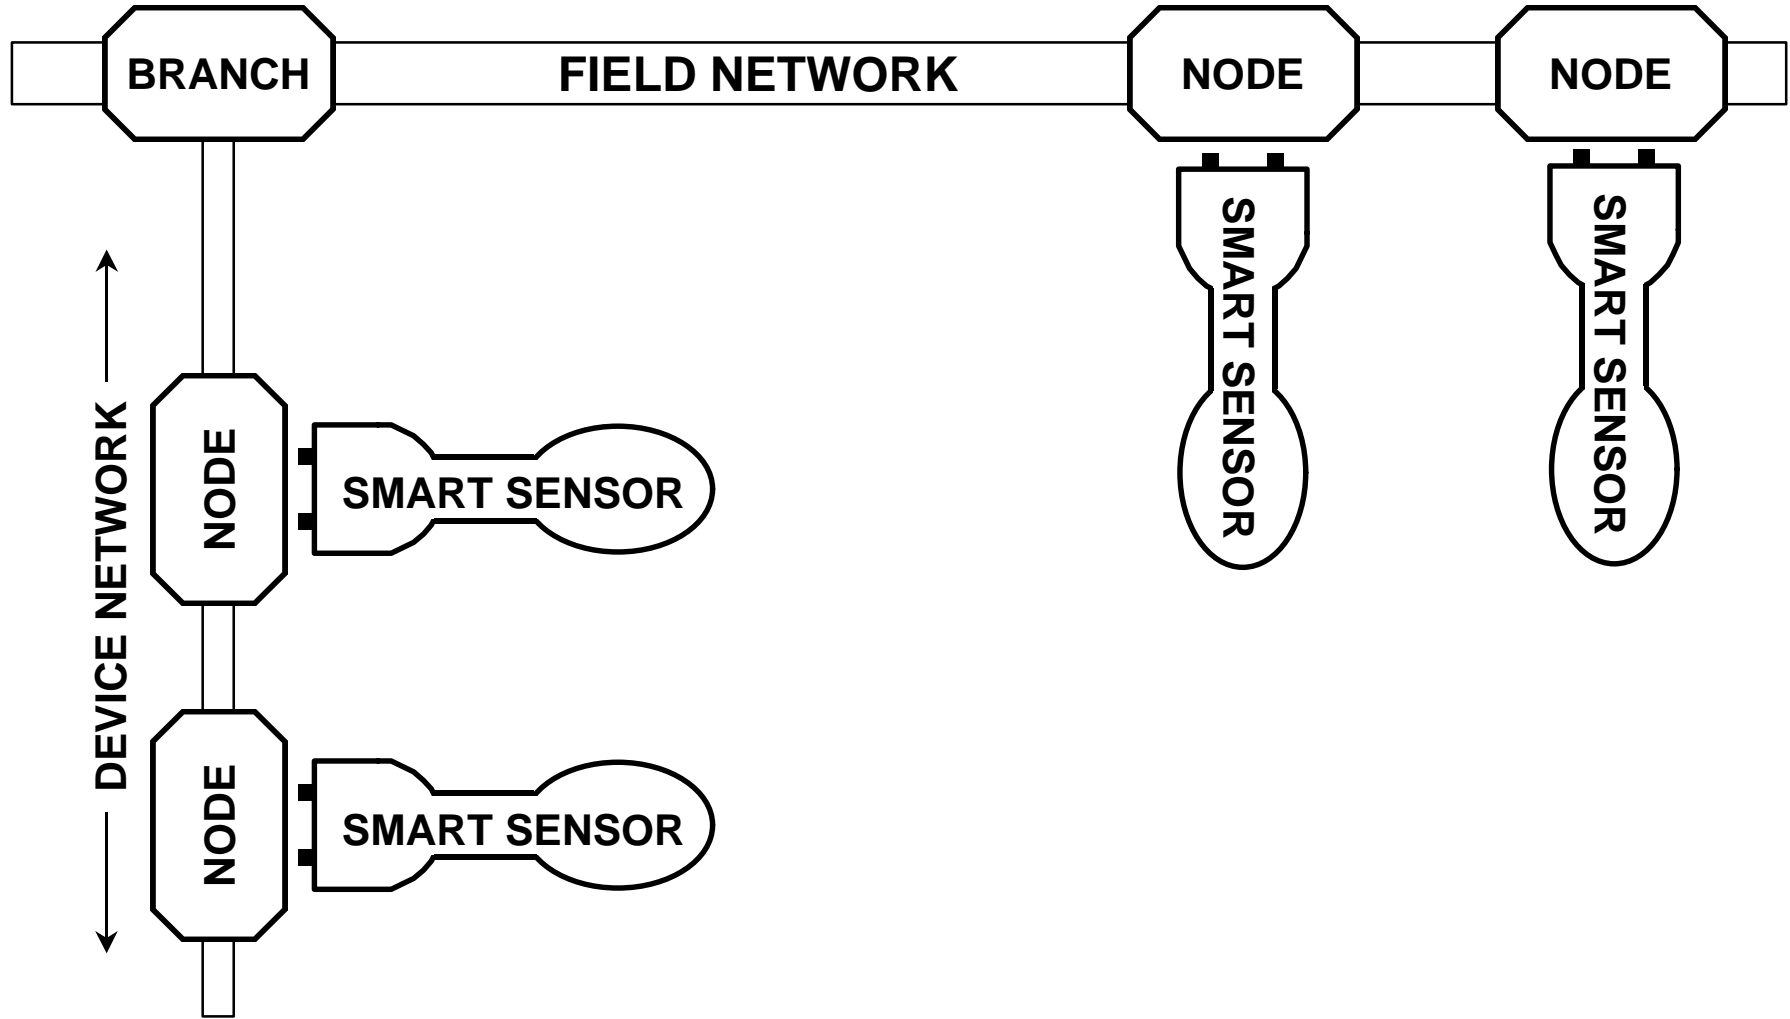 BRANCH
FIELD NETWORK
NODE
NODE
SMART SENSOR
SMART SENSOR
DEVICE NETWORK
NODE
SMART SENSOR
NODE
SMART SENSOR